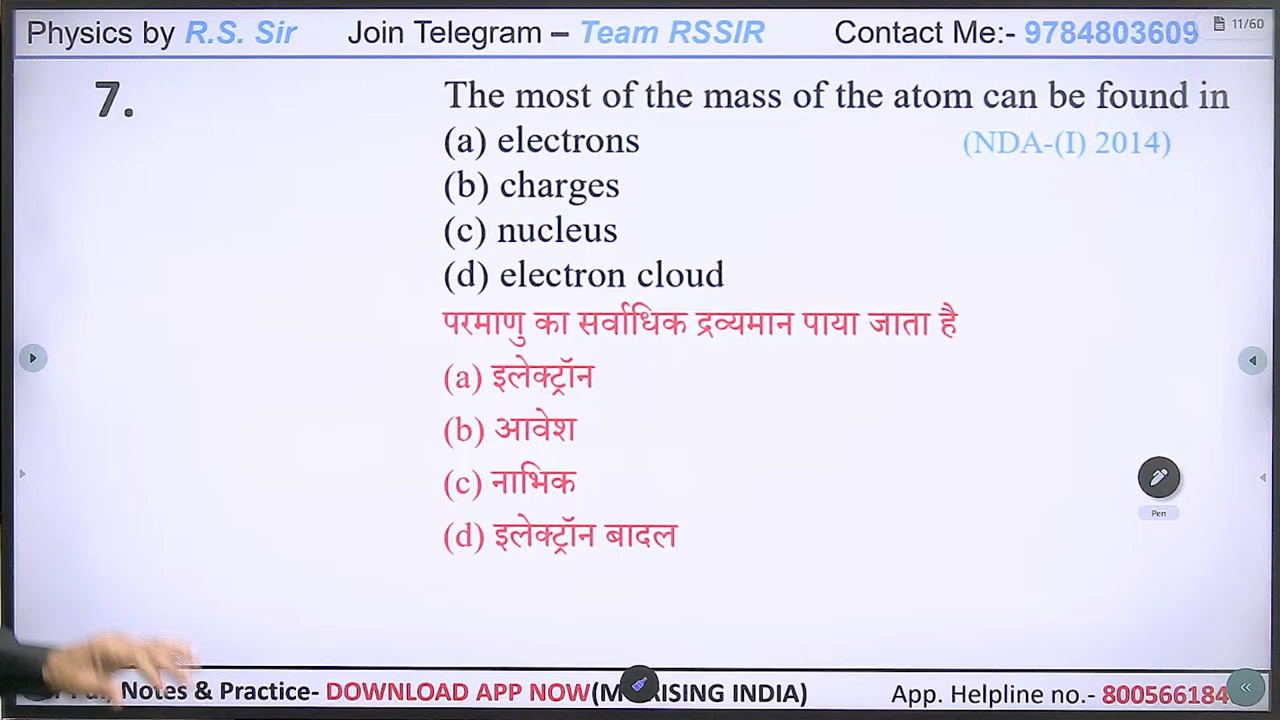 Physics by R.S. Sir Join Telegram – Team RSSIR Contact Me:- 9784803609 11/60
7. The most of the mass of the atom can be found in
(a) electrons (NDA-(I) 2014)
(b) charges
(c) nucleus
(d) electron cloud
परमाणु का सर्वाधिक द्रव्यमान पाया जाता है
(a) इलेक्ट्रॉन
(b) आवेश
(c) नाभिक
(d) इलेक्ट्रॉन बादल
Pen
Notes & Practice- DOWNLOAD APP NOW( RISING INDIA) App. Helpline no.- 800566184